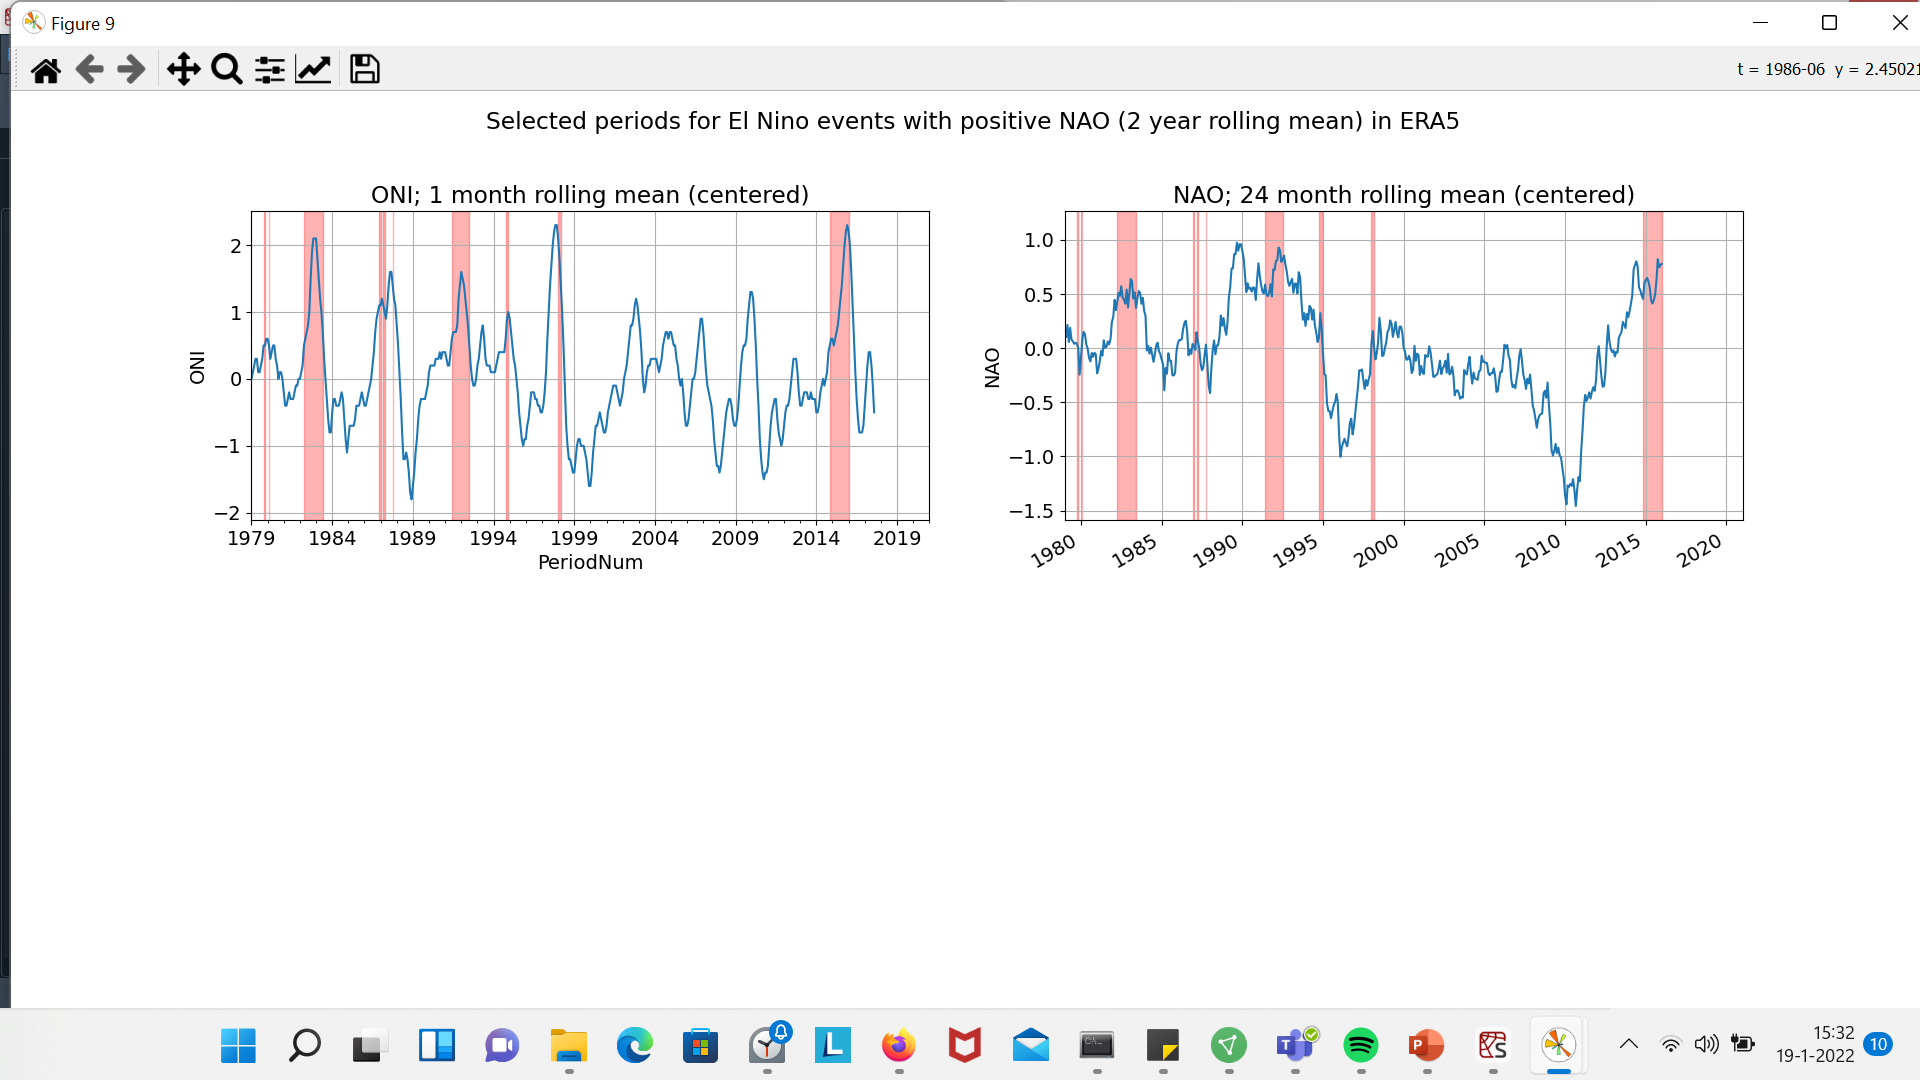 Figure 9
t = 1986-06 y = 2.45021
Selected periods for El Nino events with positive NAO (2 year rolling mean) in ERA5
ONI; 1 month rolling mean (centered)
2
1
0
−1
−2
ONI
1979 1984 1989 1994 1999 2004 2009 2014 2019
PeriodNum
NAO; 24 month rolling mean (centered)
1.0
0.5
0.0
−0.5
−1.0
−1.5
NAO
1980 1985 1990 1995 2000 2005 2010 2015 2020
L
C:\_
T
P
S
15:32
19-1-2022
10